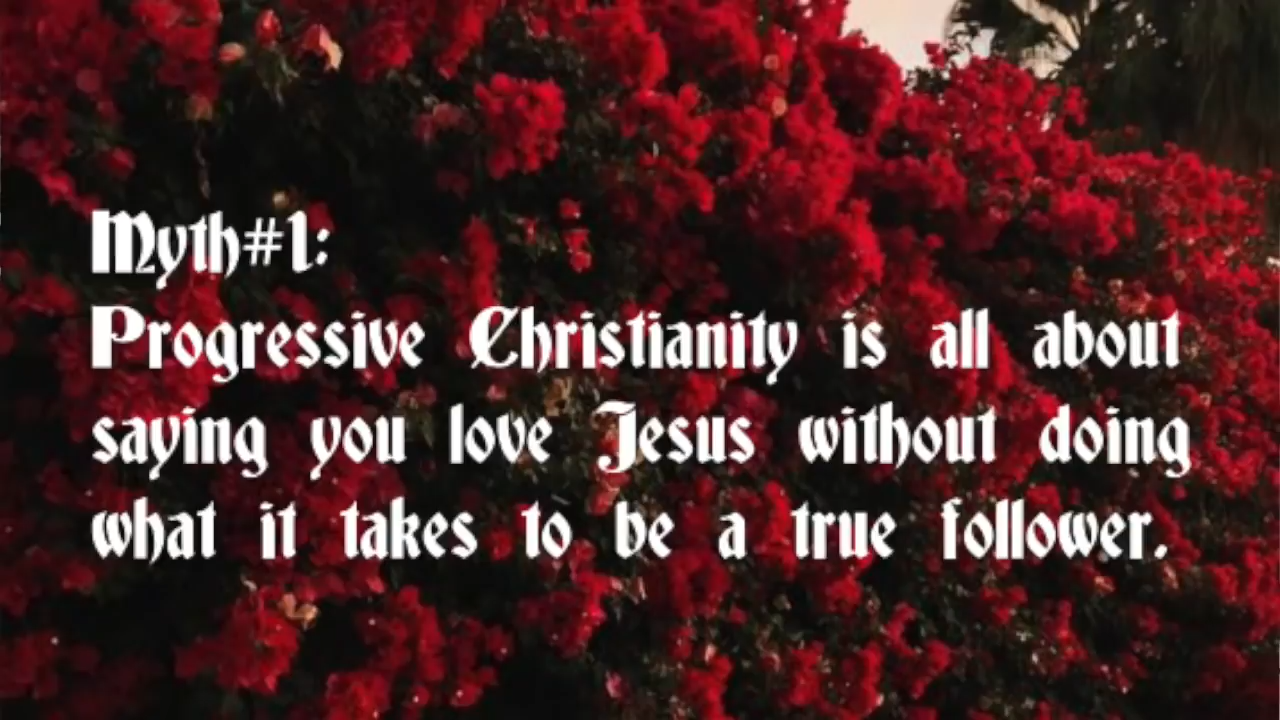 Myth#1:
Progressive Christianity is all about
saying you love Jesus without doing
what it takes to be a true follower.